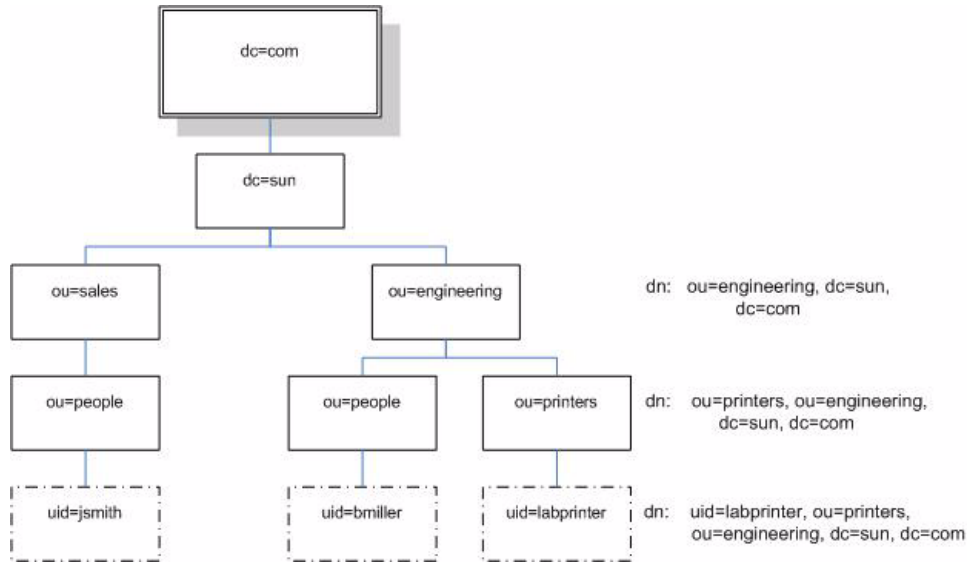 dc=com
dc=sun
ou=sales
ou=engineering
dn: ou=engineering, dc=sun,
dc=com
ou=people
ou=people
ou=printers
dn: ou=printers, ou=engineering,
dc=sun, dc=com
uid=jsmith
uid=bmiller
uid=labprinter
dn: uid=labprinter, ou=printers,
ou=engineering, dc=sun, dc=com